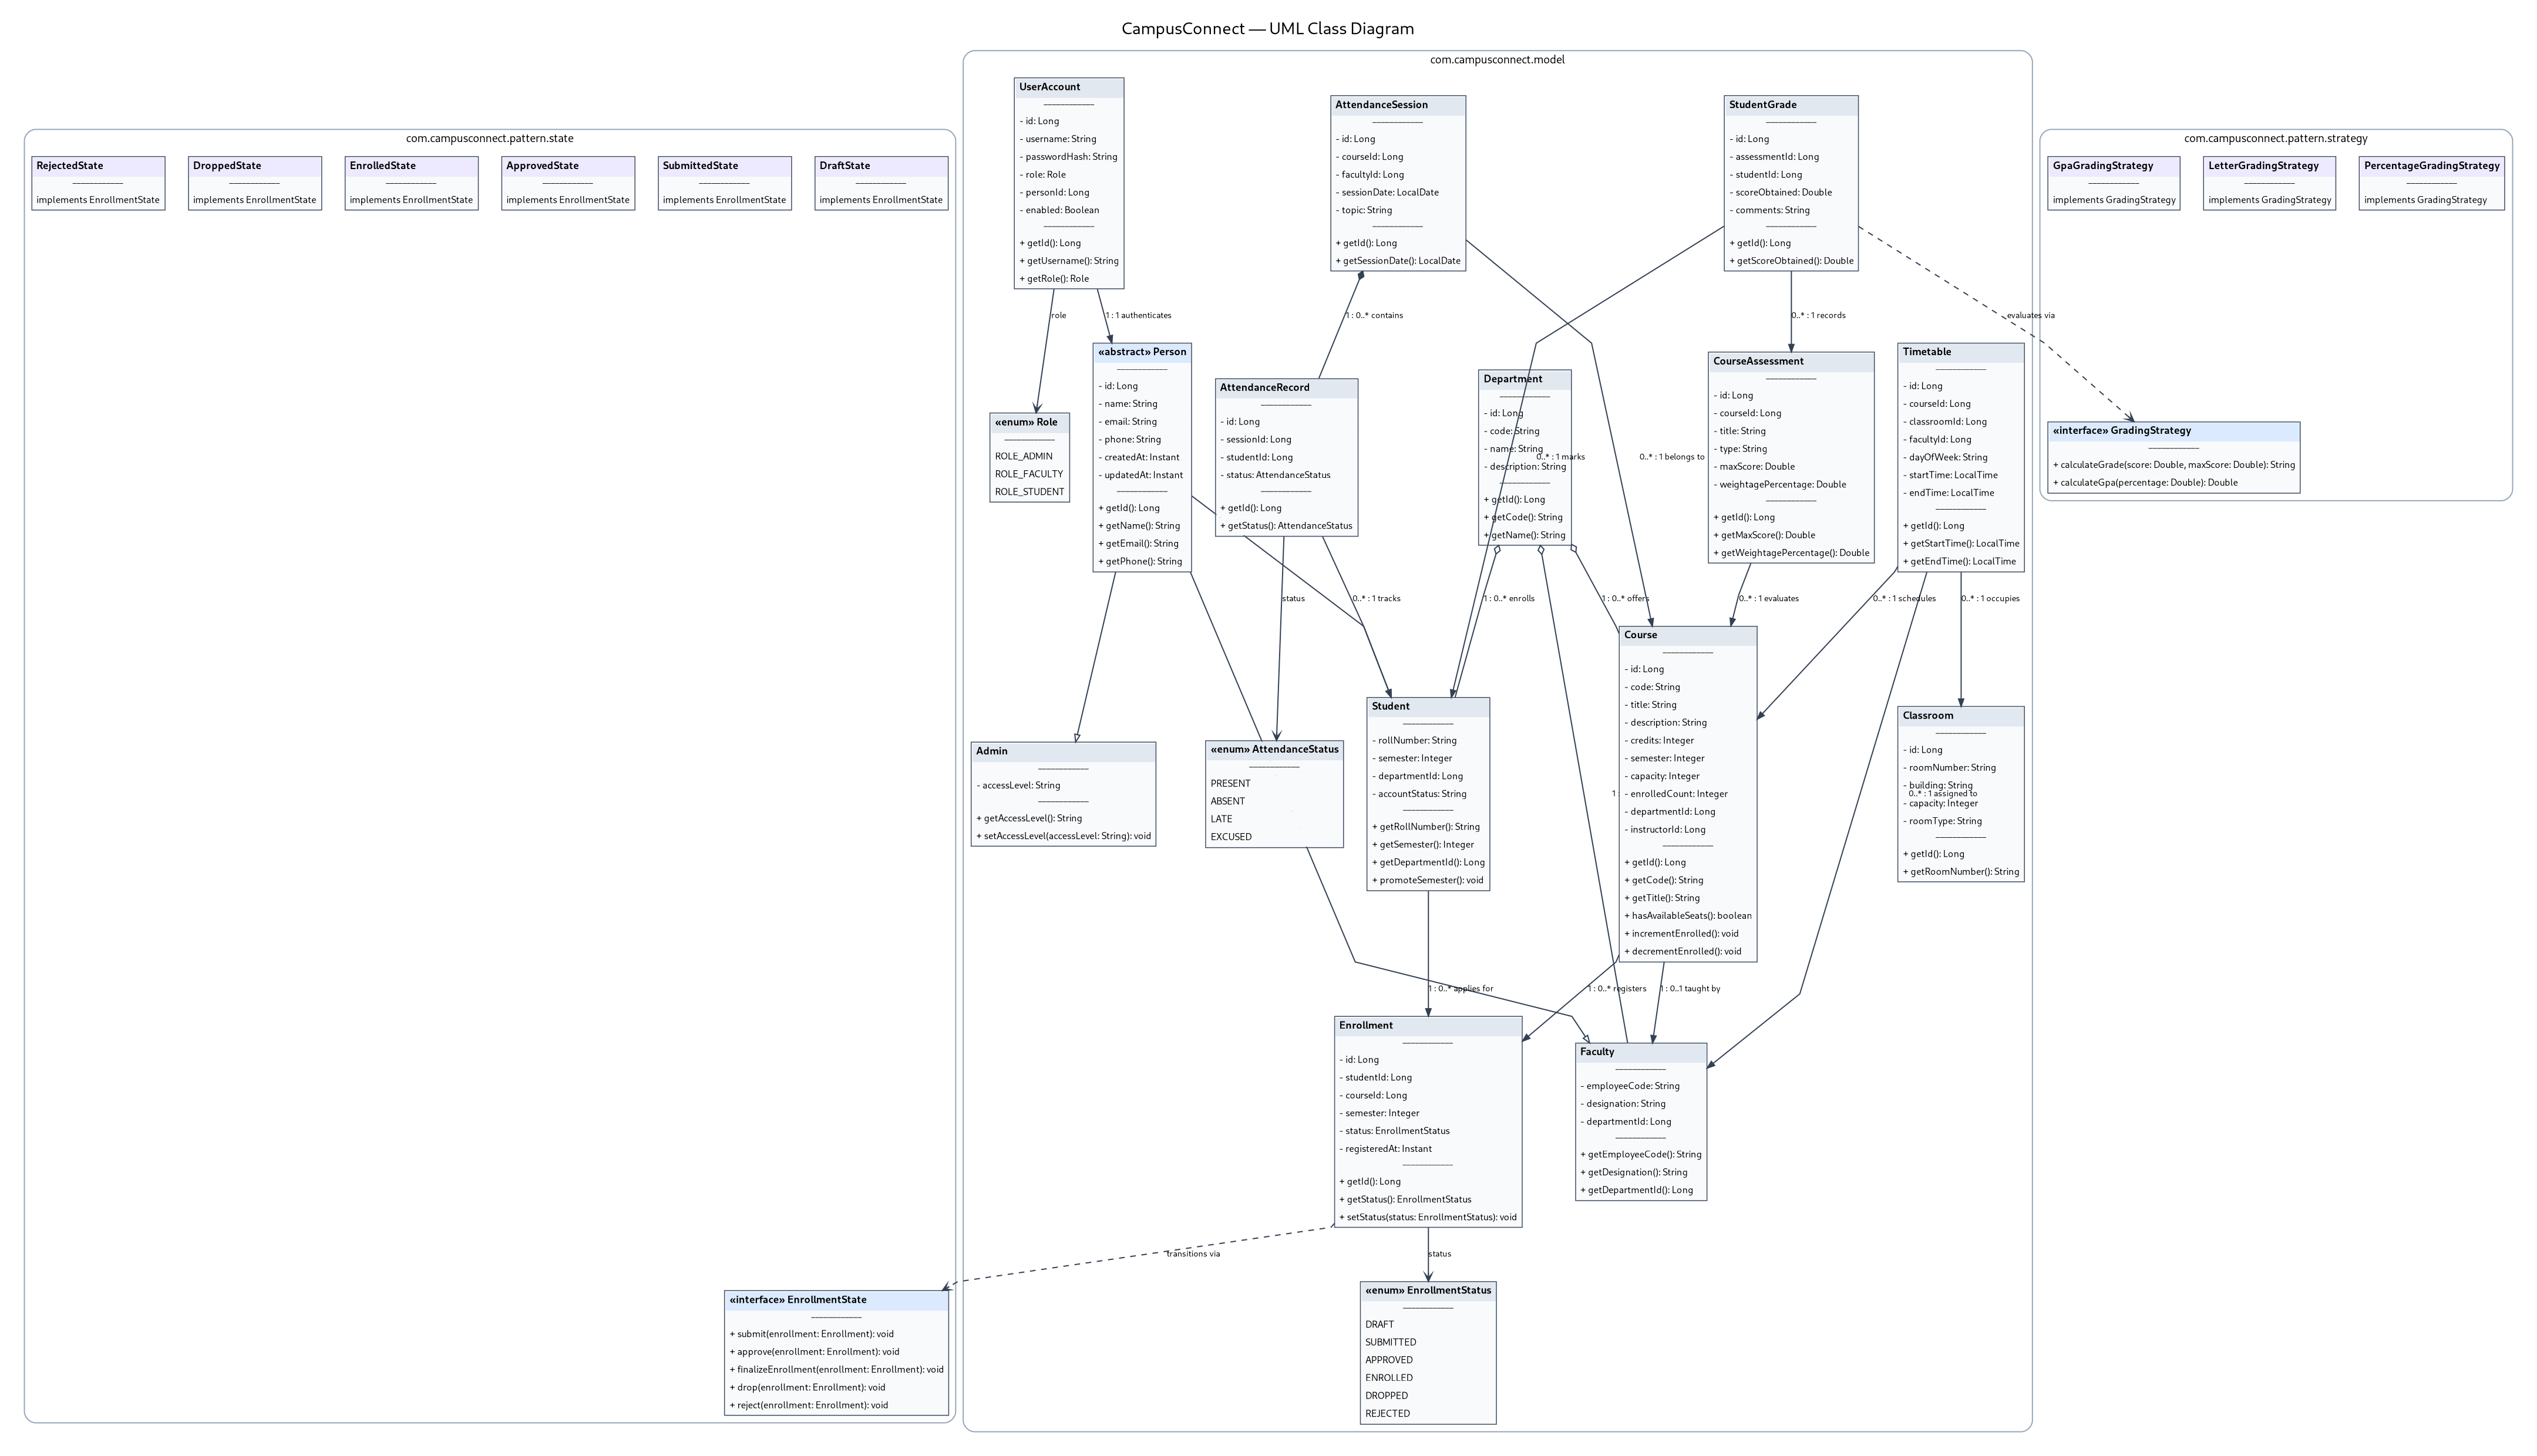 CampusConnect — UML Class Diagram
com.campusconnect.pattern.state
RejectedState
implements EnrollmentState
DroppedState
implements EnrollmentState
EnrolledState
implements EnrollmentState
ApprovedState
implements EnrollmentState
SubmittedState
implements EnrollmentState
DraftState
implements EnrollmentState
«interface» EnrollmentState
+ submit(enrollment: Enrollment): void
+ approve(enrollment: Enrollment): void
+ finalizeEnrollment(enrollment: Enrollment): void
+ drop(enrollment: Enrollment): void
+ reject(enrollment: Enrollment): void
com.campusconnect.model
UserAccount
- id: Long
- username: String
- passwordHash: String
- role: Role
- personId: Long
- enabled: Boolean
+ getId(): Long
+ getUsername(): String
+ getRole(): Role
AttendanceSession
- id: Long
- courseId: Long
- facultyId: Long
- sessionDate: LocalDate
- topic: String
+ getId(): Long
+ getSessionDate(): LocalDate
StudentGrade
- id: Long
- assessmentId: Long
- studentId: Long
- scoreObtained: Double
- comments: String
+ getId(): Long
+ getScoreObtained(): Double
role
1 : 1 authenticates
1 : 0..* contains
0..* : 1 records
evaluates via
«abstract» Person
- id: Long
- name: String
- email: String
- phone: String
- createdAt: Instant
- updatedAt: Instant
+ getId(): Long
+ getName(): String
+ getEmail(): String
+ getPhone(): String
«enum» Role
ROLE_ADMIN
ROLE_FACULTY
ROLE_STUDENT
AttendanceRecord
- id: Long
- sessionId: Long
- studentId: Long
- status: AttendanceStatus
+ getId(): Long
+ getStatus(): AttendanceStatus
Department
- id: Long
- code: String
- name: String
- description: String
+ getId(): Long
+ getCode(): String
+ getName(): String
0..* : 1 marks
0..* : 1 belongs to
CourseAssessment
- id: Long
- courseId: Long
- title: String
- type: String
- maxScore: Double
- weightagePercentage: Double
+ getId(): Long
+ getMaxScore(): Double
+ getWeightagePercentage(): Double
Timetable
- id: Long
- courseId: Long
- classroomId: Long
- facultyId: Long
- dayOfWeek: String
- startTime: LocalTime
- endTime: LocalTime
+ getId(): Long
+ getStartTime(): LocalTime
+ getEndTime(): LocalTime
status
0..* : 1 tracks
1 : 0..* enrolls
1 : 0..* offers
0..* : 1 evaluates
0..* : 1 schedules
0..* : 1 occupies
Admin
- accessLevel: String
+ getAccessLevel(): String
+ setAccessLevel(accessLevel: String): void
«enum» AttendanceStatus
PRESENT
ABSENT
LATE
EXCUSED
Student
- rollNumber: String
- semester: Integer
- departmentId: Long
- accountStatus: String
+ getRollNumber(): String
+ getSemester(): Integer
+ getDepartmentId(): Long
+ promoteSemester(): void
1 :
Course
- id: Long
- code: String
- title: String
- description: String
- credits: Integer
- semester: Integer
- capacity: Integer
- enrolledCount: Integer
- departmentId: Long
- instructorId: Long
+ getId(): Long
+ getCode(): String
+ getTitle(): String
+ hasAvailableSeats(): boolean
+ incrementEnrolled(): void
+ decrementEnrolled(): void
Classroom
- id: Long
- roomNumber: String
- building: String
0..* : 1 assigned to
- capacity: Integer
- roomType: String
+ getId(): Long
+ getRoomNumber(): String
1 : 0..* applies for
1 : 0..* registers
1 : 0..1 taught by
Enrollment
- id: Long
- studentId: Long
- courseId: Long
- semester: Integer
- status: EnrollmentStatus
- registeredAt: Instant
+ getId(): Long
+ getStatus(): EnrollmentStatus
+ setStatus(status: EnrollmentStatus): void
Faculty
- employeeCode: String
- designation: String
- departmentId: Long
+ getEmployeeCode(): String
+ getDesignation(): String
+ getDepartmentId(): Long
transitions via
status
«enum» EnrollmentStatus
DRAFT
SUBMITTED
APPROVED
ENROLLED
DROPPED
REJECTED
com.campusconnect.pattern.strategy
GpaGradingStrategy
implements GradingStrategy
LetterGradingStrategy
implements GradingStrategy
PercentageGradingStrategy
implements GradingStrategy
«interface» GradingStrategy
+ calculateGrade(score: Double, maxScore: Double): String
+ calculateGpa(percentage: Double): Double